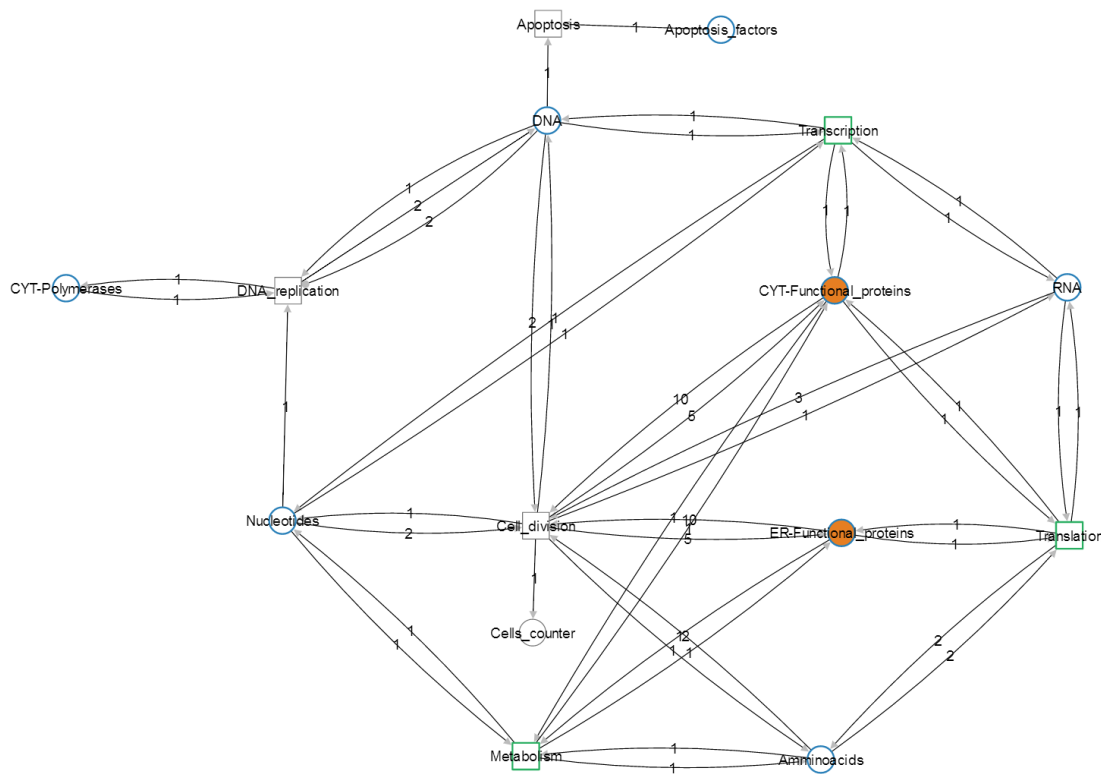 Apoptosis
1
Apoptosis_factors
1
DNA
1
1
Transcription
1
2
2
1
1
1
1
CYT-Polymerases
1
1
DNA_replication
CYT-Functional_proteins
RNA
2
1
1
1
10
5
3
1
1
1
1
1
1
Nucleotides
1
2
Cell_division
1
10
5
ER-Functional_proteins
1
1
Translation
1
Cells_counter
1
1
12
1
1
2
2
Metabolism
1
1
Amminoacids